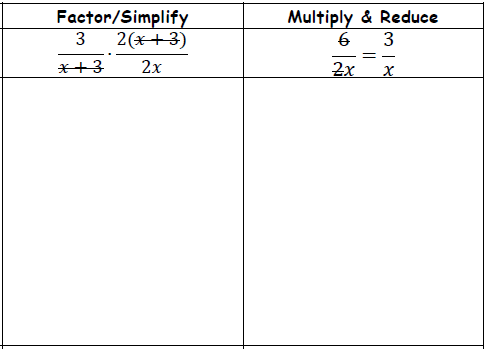 Factor/Simplify
3/(x + 3) · 2(x + 3)/2x
Multiply & Reduce
6/2x = 3/x